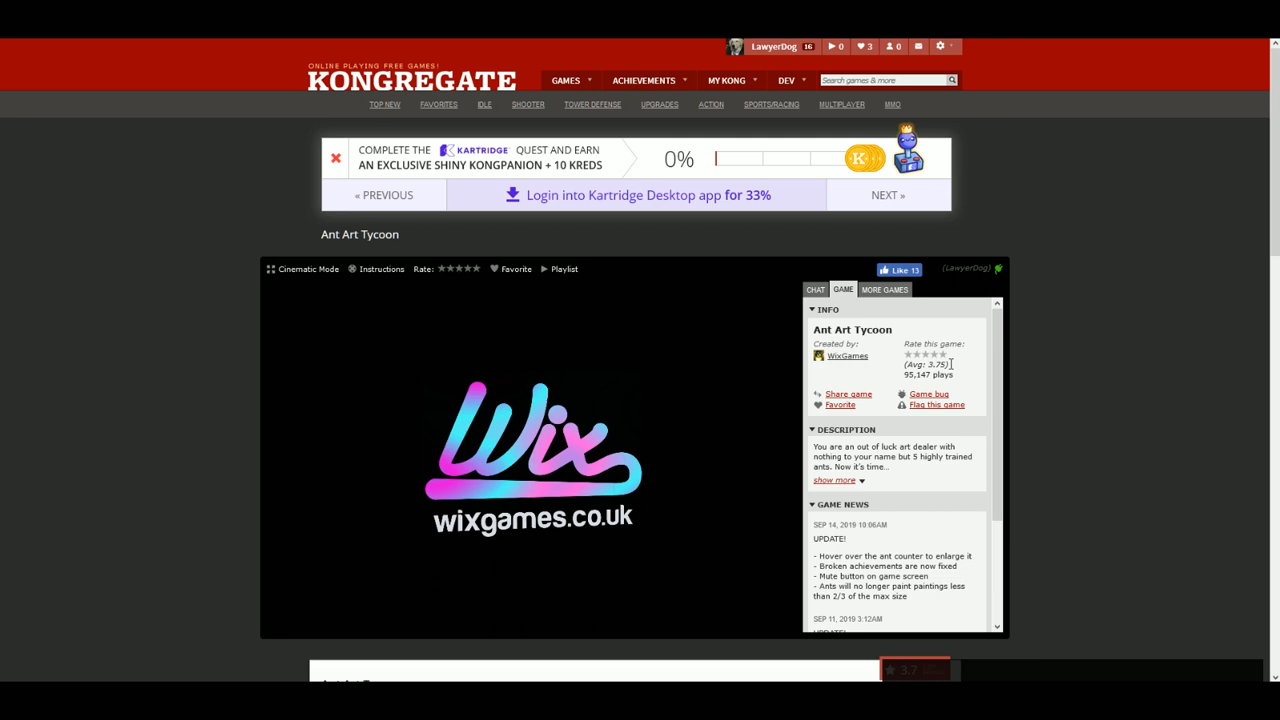 LawyerDog 16 0 3 0
ONLINE PLAYING FREE GAMES!
KONGREGATE
GAMES ACHIEVEMENTS MY KONG DEV Search games & more
TOP NEW FAVORITES IDLE SHOOTER TOWER DEFENSE UPGRADES ACTION SPORTS/RACING MULTIPLAYER MMO
COMPLETE THE KARTRIDGE QUEST AND EARN
AN EXCLUSIVE SHINY KONGPANION + 10 KREDS
0%
K
« PREVIOUS Login into Kartridge Desktop app for 33% NEXT »
Ant Art Tycoon
Cinematic Mode Instructions Rate: Favorite Playlist Like 13 (LawyerDog)
CHAT GAME MORE GAMES
INFO
Ant Art Tycoon
Created by: Rate this game:
WixGames
(Avg: 3.75)
95,147 plays
Share game Game bug
Favorite Flag this game
DESCRIPTION
You are an out of luck art dealer with
nothing to your name but 5 highly trained
ants. Now it's time...
show more
GAME NEWS
SEP 14, 2019 10:06AM
UPDATE!
- Hover over the ant counter to enlarge it
- Broken achievements are now fixed
- Mute button on game screen
- Ants will no longer paint paintings less
than 2/3 of the max size
SEP 11, 2019 3:12AM
Wix
wixgames.co.uk
3.7